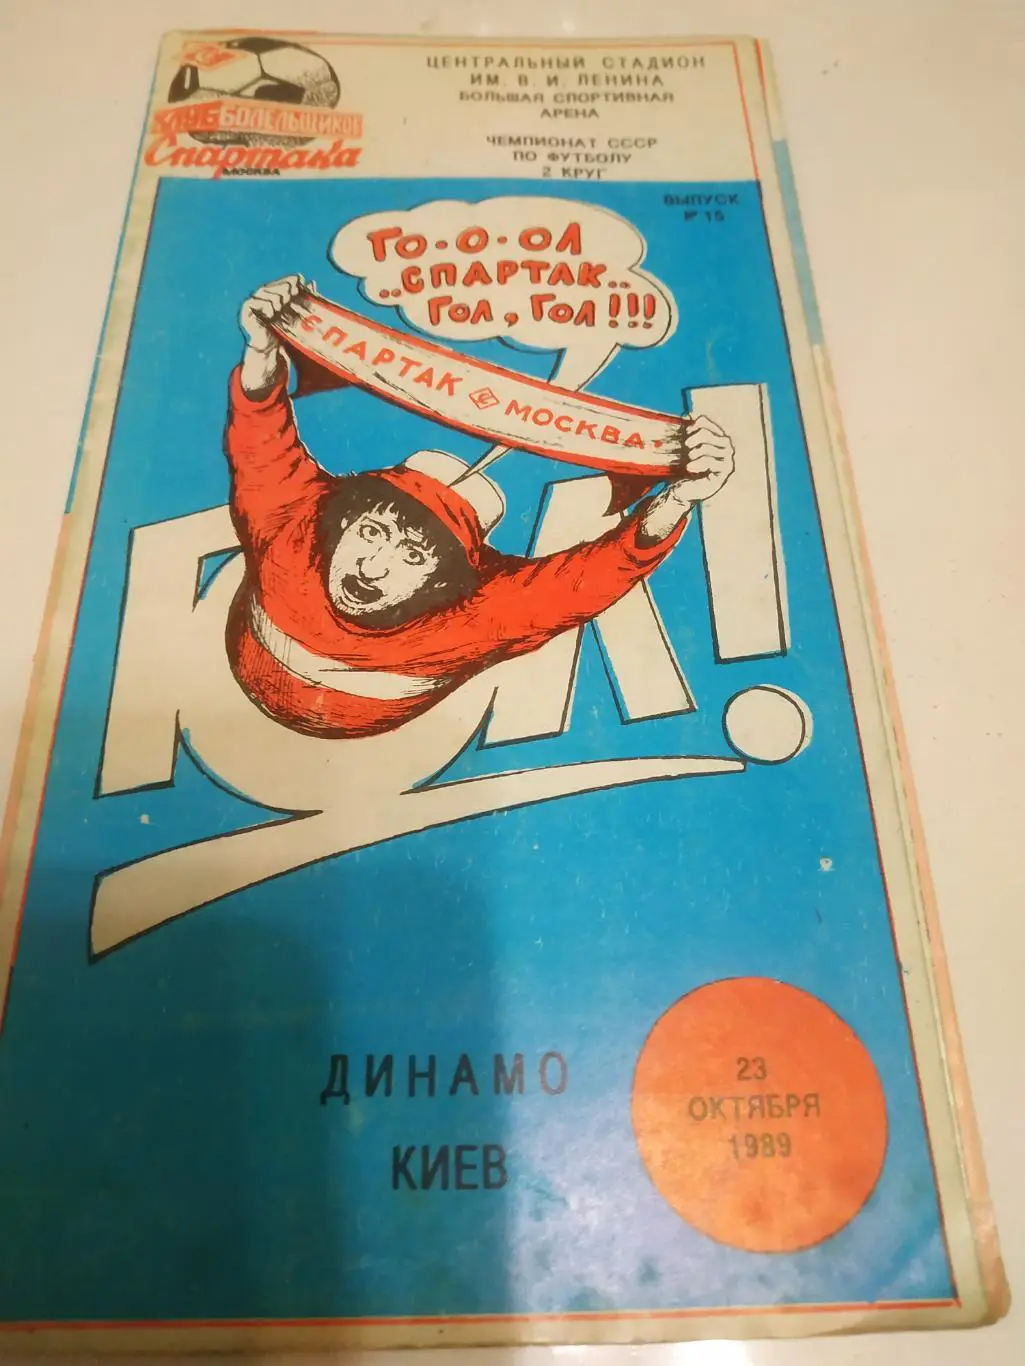 КЛУБ БОЛЕЛЬЩИКОВ
Спартака
МОСКВА
ЦЕНТРАЛЬНЫЙ СТАДИОН
ИМ. В. И. ЛЕНИНА
БОЛЬШАЯ СПОРТИВНАЯ
АРЕНА
ЧЕМПИОНАТ СССР
ПО ФУТБОЛУ
2 КРУГ
ВЫПУСК
№ 15
ГО-О-ОЛ
"СПАРТАК"
ГОЛ, ГОЛ!!!
СПАРТАК С МОСКВА
ГОЛ!
ДИНАМО
КИЕВ
23
ОКТЯБРЯ
1989